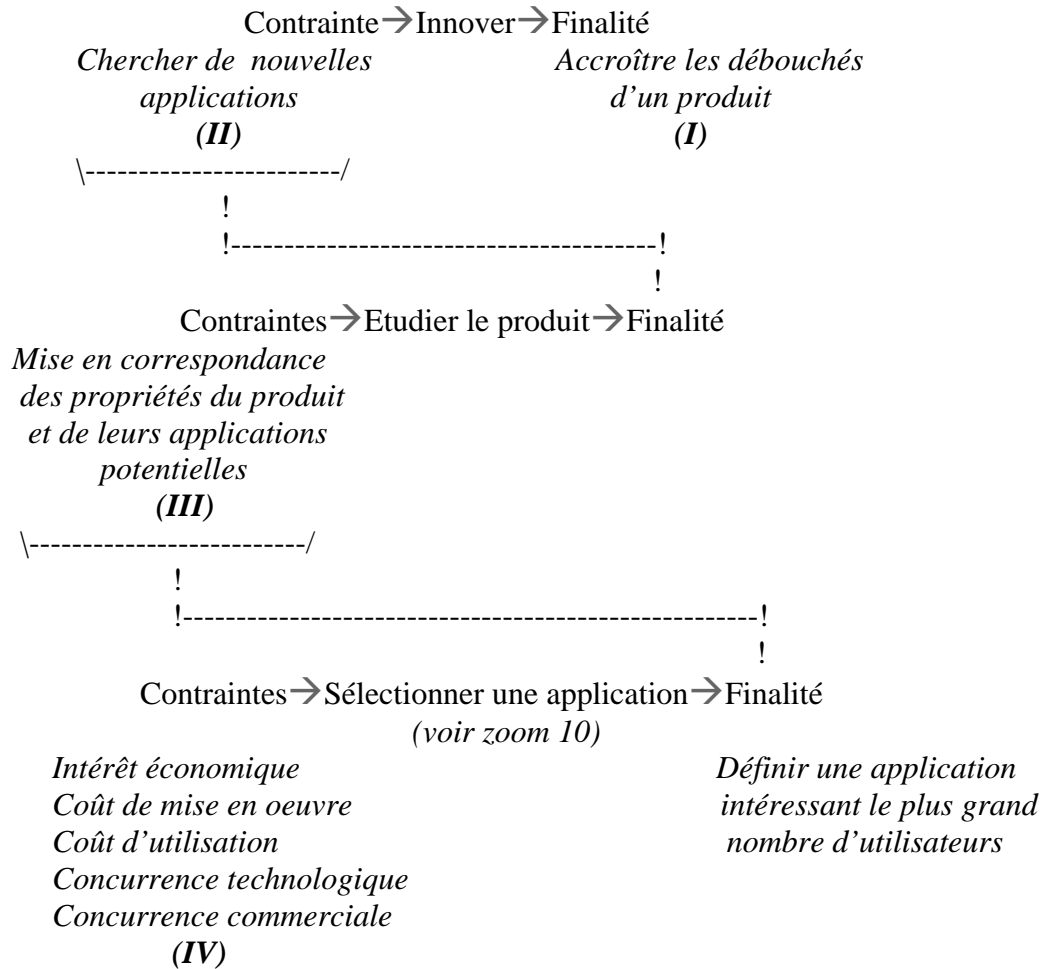 Contrainte→Innover→Finalité
Chercher de nouvelles Accroître les débouchés
applications d'un produit
(II) (I)
\------------------------/
!
!----------------------------------------!
!
Contraintes→Etudier le produit→Finalité
Mise en correspondance
des propriétés du produit
et de leurs applications
potentielles
(III)
\--------------------------/
!
!------------------------------------------------------!
!
Contraintes→Sélectionner une application→Finalité
(voir zoom 10)
Intérêt économique Définir une application
Coût de mise en oeuvre intéressant le plus grand
Coût d'utilisation nombre d'utilisateurs
Concurrence technologique
Concurrence commerciale
(IV)